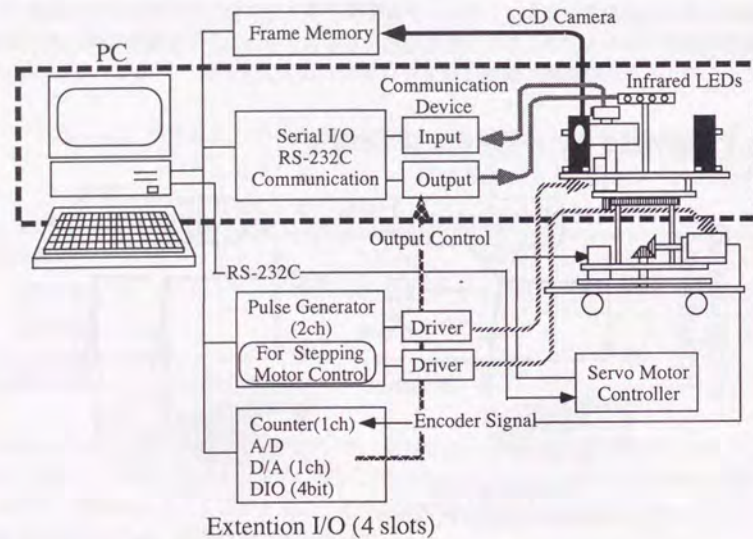 CCD Camera
Frame Memory
PC
Communication
Device
Infrared LEDs
Serial I/O
RS-232C
Communication
Input
Output
Output Control
RS-232C
Pulse Generator
(2ch)
For Stepping
Motor Control
Driver
Driver
Servo Motor
Controller
Counter(1ch)
A/D
D/A (1ch)
DIO (4bit)
Encoder Signal
Extention I/O (4 slots)